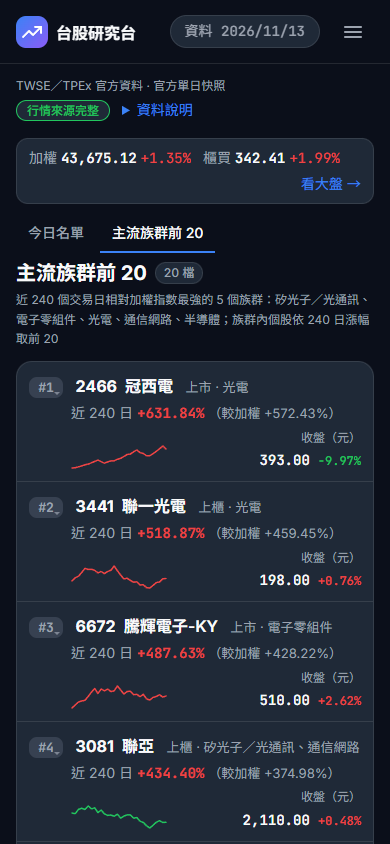 台股研究台
資料 2026/11/13
TWSE／TPEx 官方資料 · 官方單日快照
行情來源完整 ▶ 資料說明
加權 43,675.12 +1.35% 櫃買 342.41 +1.99%
看大盤 →
今日名單 主流族群前 20
主流族群前 20 20 檔
近 240 個交易日相對加權指數最強的 5 個族群：矽光子／光通訊、
電子零組件、光電、通信網路、半導體；族群內個股依 240 日漲幅
取前 20
#1 2466 冠西電 上市 · 光電
近 240 日 +631.84% （較加權 +572.43%）
收盤（元）
393.00 -9.97%
#2 3441 聯一光電 上櫃 · 光電
近 240 日 +518.87% （較加權 +459.45%）
收盤（元）
198.00 +0.76%
#3 6672 騰輝電子-KY 上市 · 電子零組件
近 240 日 +487.63% （較加權 +428.22%）
收盤（元）
510.00 +2.62%
#4 3081 聯亞 上櫃 · 矽光子／光通訊、通信網路
近 240 日 +434.40% （較加權 +374.98%）
收盤（元）
2,110.00 +0.48%